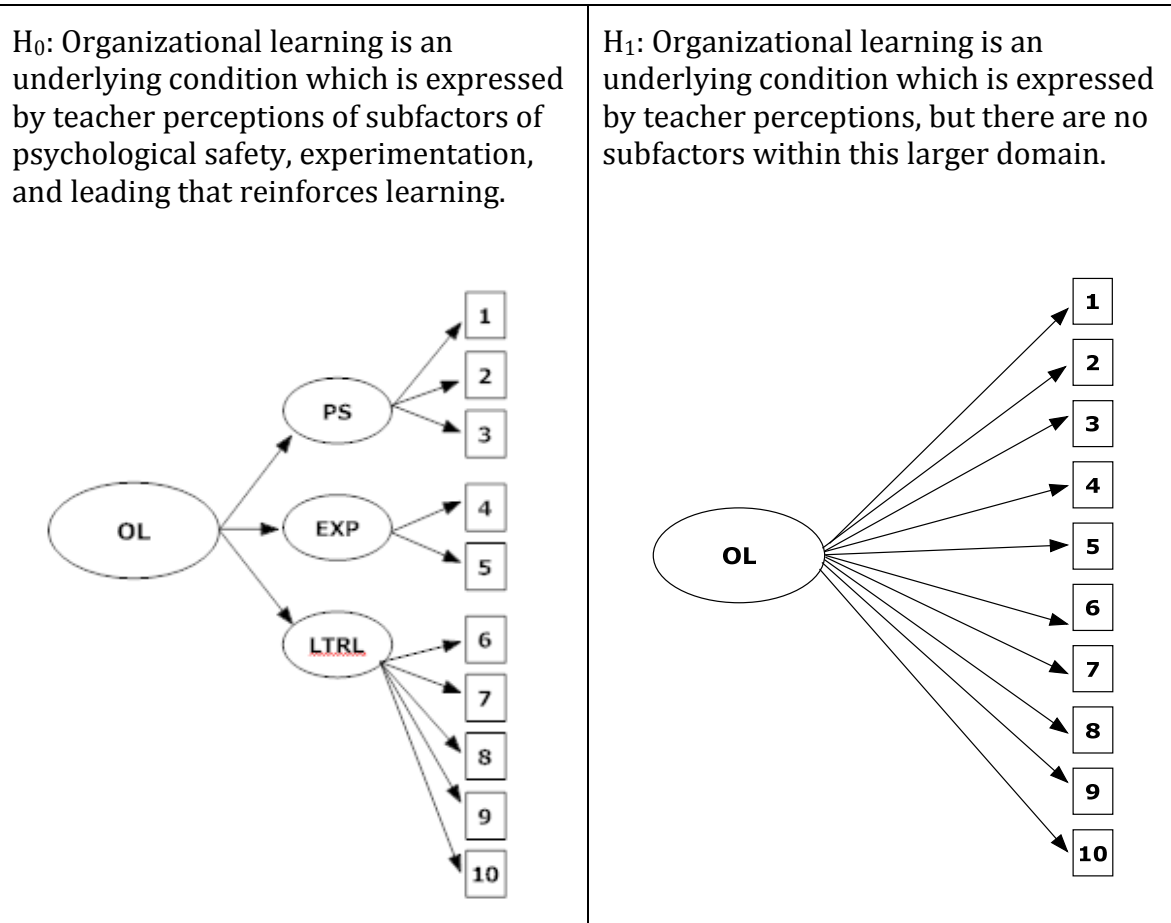 H₀: Organizational learning is an
underlying condition which is expressed
by teacher perceptions of subfactors of
psychological safety, experimentation,
and leading that reinforces learning.
H₁: Organizational learning is an
underlying condition which is expressed
by teacher perceptions, but there are no
subfactors within this larger domain.
OL
PS
EXP
LTRL
1
2
3
4
5
6
7
8
9
10
OL
1
2
3
4
5
6
7
8
9
10